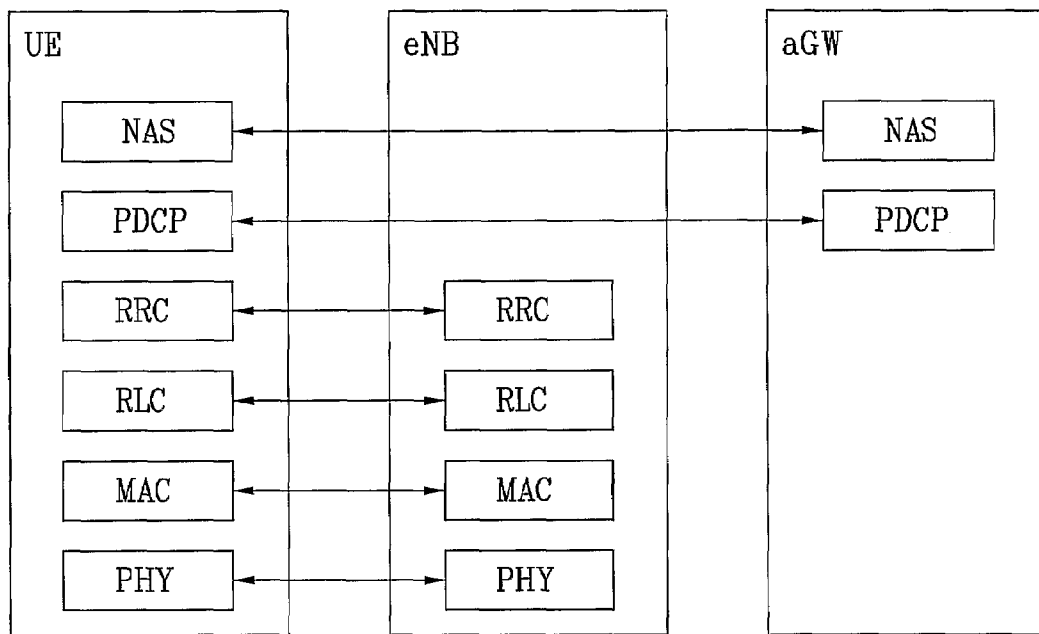 UE eNB aGW
NAS NAS
PDCP PDCP
RRC RRC
RLC RLC
MAC MAC
PHY PHY